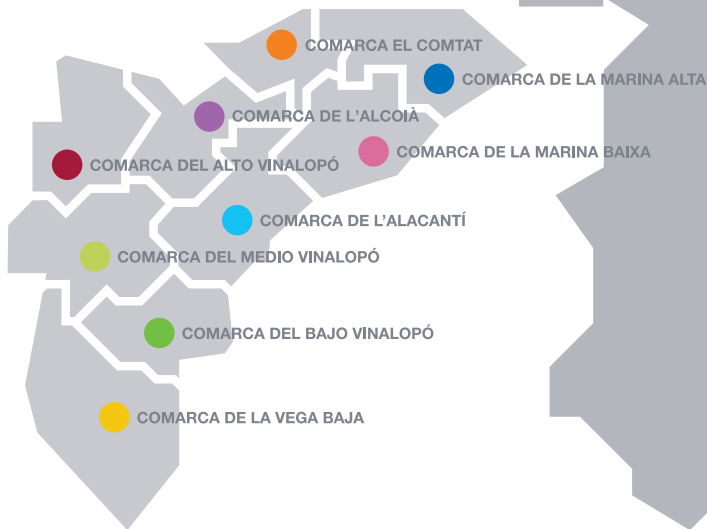 COMARCA EL COMTAT
COMARCA DE LA MARINA ALTA
COMARCA DE L'ALCOIÀ
COMARCA DE LA MARINA BAIXA
COMARCA DEL ALTO VINALOPÓ
COMARCA DE L'ALACANTÍ
COMARCA DEL MEDIO VINALOPÓ
COMARCA DEL BAJO VINALOPÓ
COMARCA DE LA VEGA BAJA